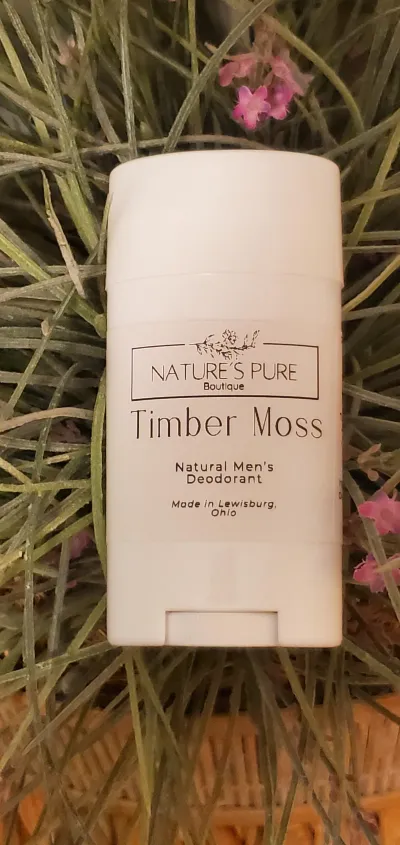 NATURE'S PURE
Boutique
Timber Moss
Natural Men's
Deodorant
Made in Lewisburg,
Ohio